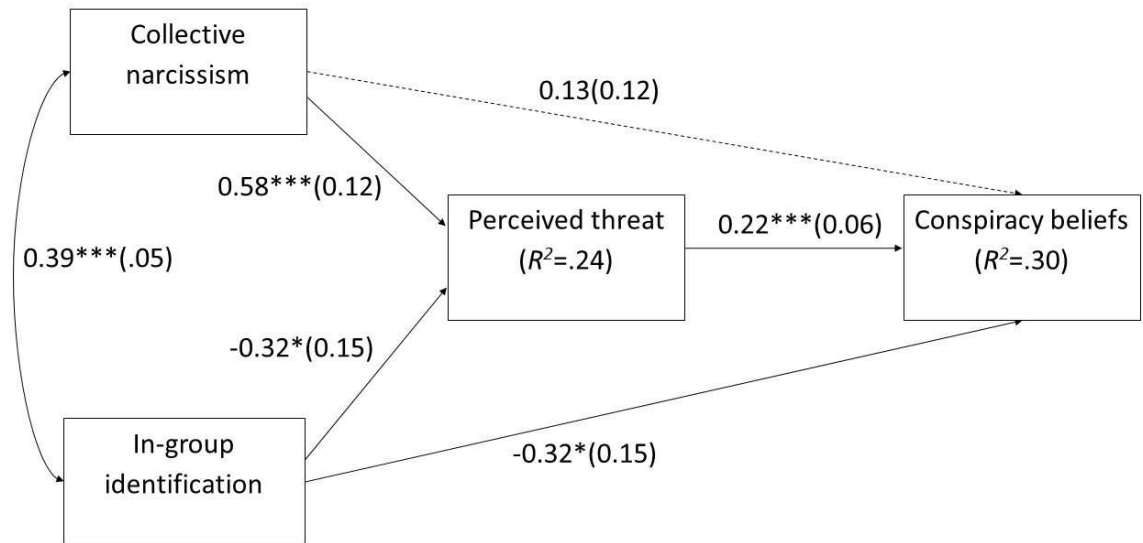 Collective
narcissism
0.13(0.12)
0.58***(0.12)
Perceived threat
(R²=.24)
0.22***(0.06)
Conspiracy beliefs
(R²=.30)
0.39***(.05)
-0.32*(0.15)
In-group
identification
-0.32*(0.15)